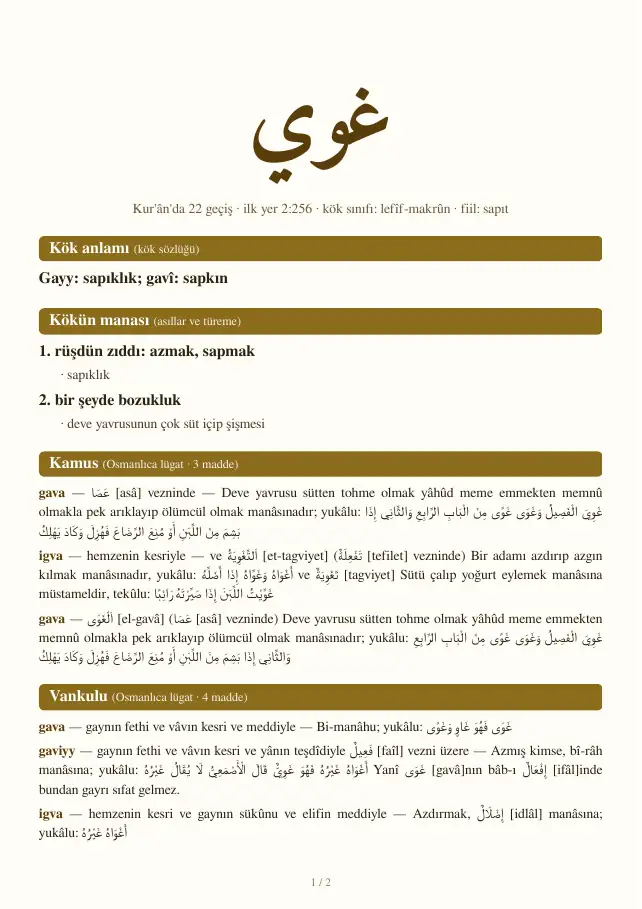 غوي
Kur'ân'da 22 geçiş · ilk yer 2:256 · kök sınıfı: lefîf-makrûn · fiil: sapıt
Kök anlamı (kök sözlüğü)
Gayy: sapıklık; gavî: sapkın
Kökün manası (asıllar ve türeme)
1. rüşdün zıddı: azmak, sapmak
· sapıklık
2. bir şeyde bozukluk
· deve yavrusunun çok süt içip şişmesi
Kamus (Osmanlıca lügat · 3 madde)
gava — عَصَا [asâ] vezninde — Deve yavrusu sütten tohme olmak yâhûd meme emmekten memnû
olmakla pek arıklayıp ölümcül olmak manâsınadır; yukâlu: غَوِيَ الْفَصِيلُ وَغَوَى غَوًى مِنَ الْبَابِ الرَّابِعِ وَالثَّانِي إِذَا
بَشِمَ مِنَ اللَّبَنِ أَوْ مُنِعَ الرَّضَاعَ فَهُزِلَ وَكَادَ يَهْلِكُ
igva — hemzenin kesriyle — ve اَلتَّغْوِيَةُ [et-tagviyet] (تَفْعِلَةٌ [tefilet] vezninde) Bir adamı azdırıp azgın
kılmak manâsınadır, yukâlu: أَغْوَاهُ وَغَوَّاهُ إِذَا أَضَلَّهُ ve تَغْوِيَةٌ [tagviyet] Sütü çalıp yoğurt eylemek manâsına
müstameldir, tekûlu: غَوَّيْتُ اللَّبَنَ إِذَا صَيَّرْتَهُ رَائِبًا
gava — اَلْغَوَى [el-gavâ] (عَصَا [asâ] vezninde) Deve yavrusu sütten tohme olmak yâhûd meme emmekten
memnû olmakla pek arıklayıp ölümcül olmak manâsınadır; yukâlu: غَوِيَ الْفَصِيلُ وَغَوَى غَوًى مِنَ الْبَابِ الرَّابِعِ
وَالثَّانِي إِذَا بَشِمَ مِنَ اللَّبَنِ أَوْ مُنِعَ الرَّضَاعَ فَهُزِلَ وَكَادَ يَهْلِكُ
Vankulu (Osmanlıca lügat · 4 madde)
gava — gaynın fethi ve vâvın kesri ve meddiyle — Bi-manâhu; yukâlu: غَوَى فَهُوَ غَاوٍ وَغَوًى
gaviyy — gaynın fethi ve vâvın kesri ve yânın teşdîdiyle فَعِيلٌ [faîl] vezni üzere — Azmış kimse, bî-râh
manâsına; yukâlu: أَغْوَاهُ غَيْرُهُ فَهُوَ غَوِيٌّ قَالَ الْأَصْمَعِيُّ لَا يُقَالُ غَيْرُهُ Yanî غَوَى [gavâ]nın bâb-ı إِفْعَالٌ [ifâl]inde
bundan gayrı sıfat gelmez.
igva — hemzenin kesri ve gaynın sükûnu ve elifin meddiyle — Azdırmak, إِضْلَالٌ [idlâl] manâsına;
yukâlu: أَغْوَاهُ غَيْرُهُ
1 / 2